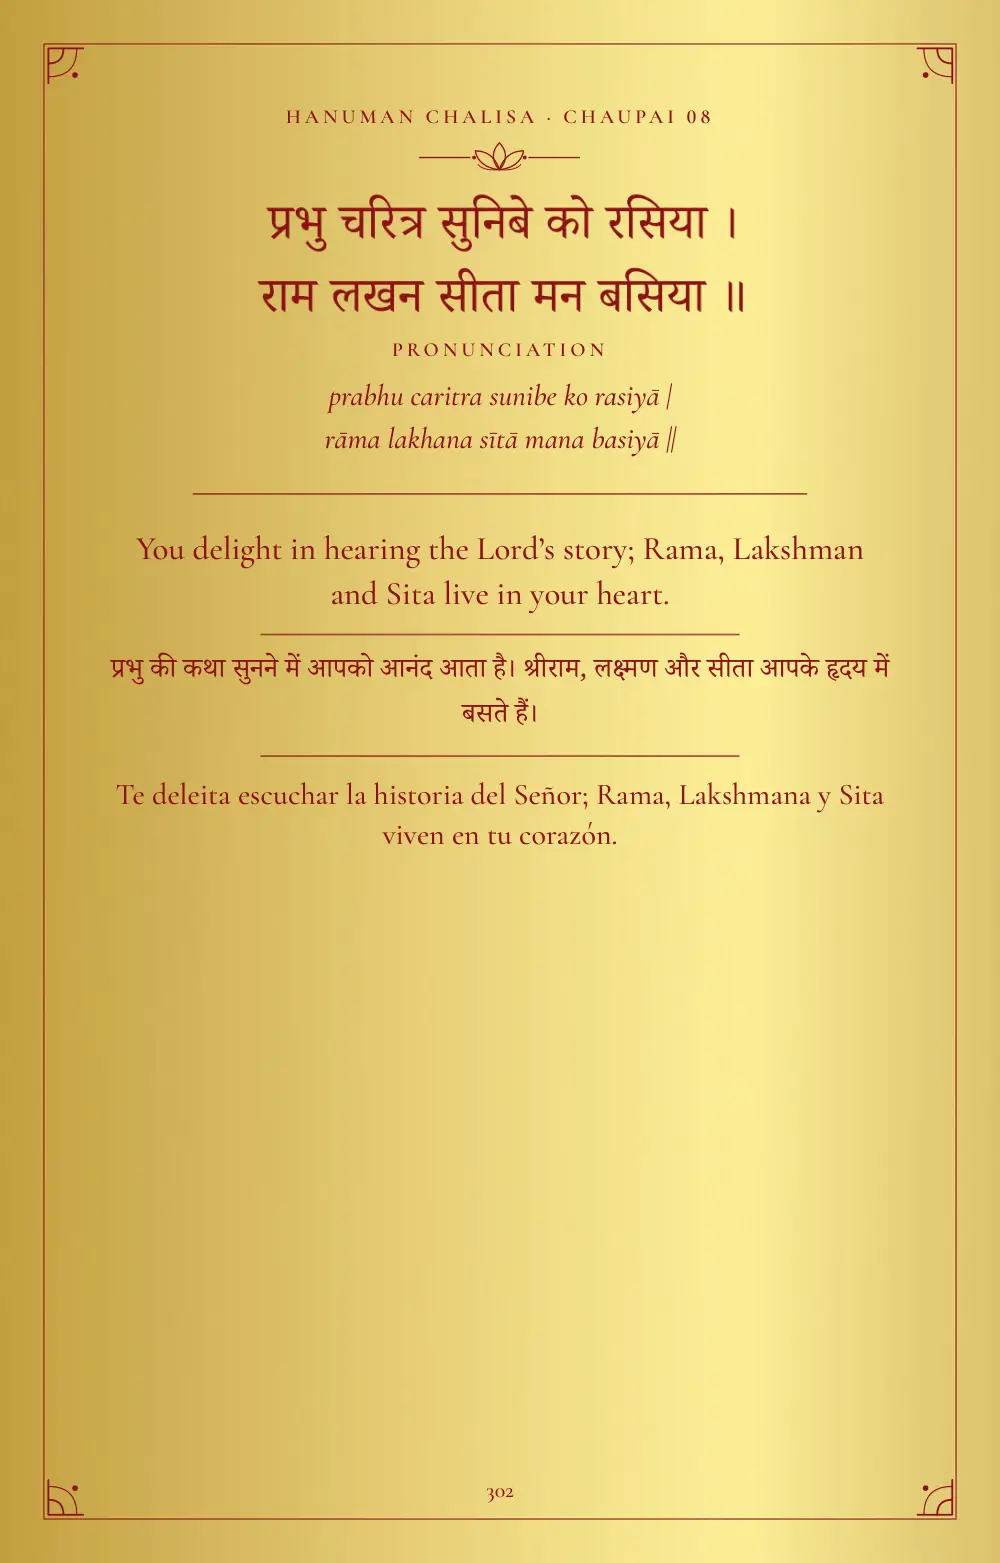 HANUMAN CHALISA · CHAUPAI 08
प्रभु चरित्र सुनिबे को रसिया ।
राम लखन सीता मन बसिया ॥
PRONUNCIATION
prabhu caritra sunibe ko rasiyā |
rāma lakhana sītā mana basiyā ||
You delight in hearing the Lord’s story; Rama, Lakshman
and Sita live in your heart.
प्रभु की कथा सुनने में आपको आनंद आता है। श्रीराम, लक्ष्मण और सीता आपके हृदय में
बसते हैं।
Te deleita escuchar la historia del Señor; Rama, Lakshmana y Sita
viven en tu corazón.
302